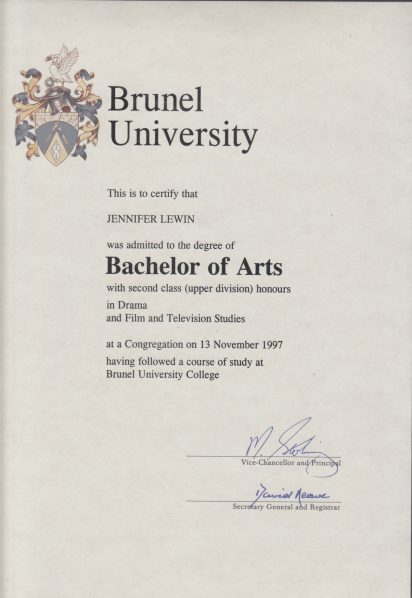 Brunel
University
This is to certify that
JENNIFER LEWIN
was admitted to the degree of
Bachelor of Arts
with second class (upper division) honours
in Drama
and Film and Television Studies
at a Congregation on 13 November 1997
having followed a course of study at
Brunel University College
M. 
Vice-Chancellor and Principal
David Neave
Secretary General and Registrar